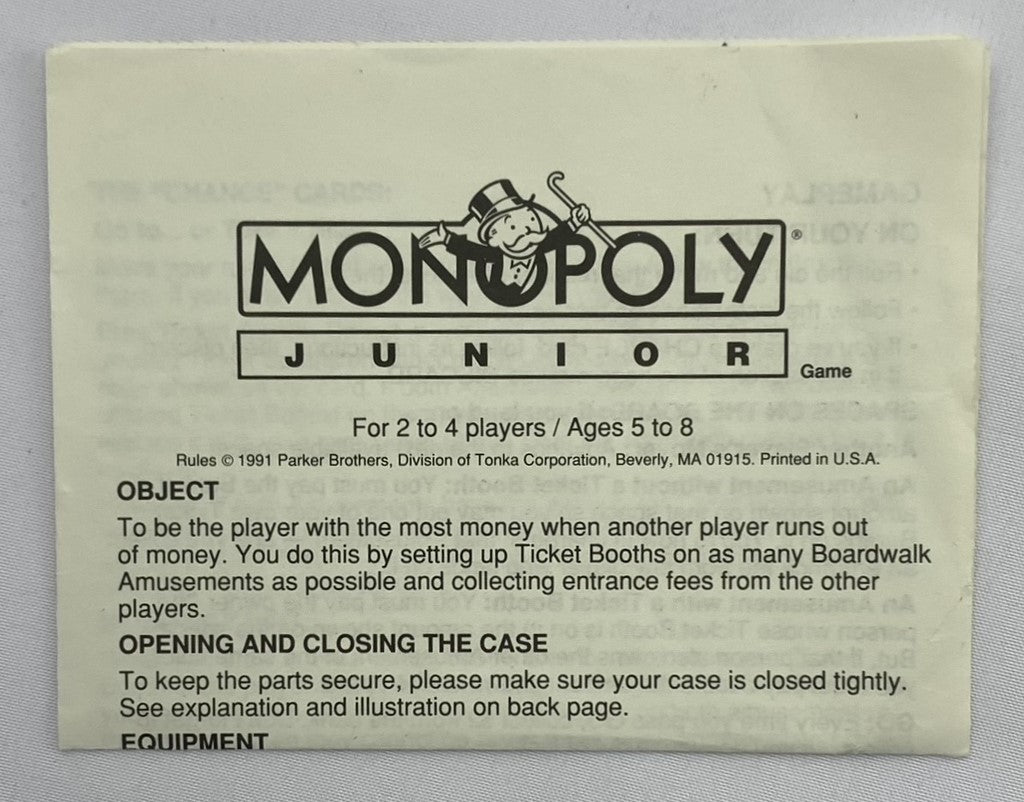 MONOPOLY®
JUNIOR
Game
For 2 to 4 players / Ages 5 to 8
Rules © 1991 Parker Brothers, Division of Tonka Corporation, Beverly, MA 01915. Printed in U.S.A.
OBJECT
To be the player with the most money when another player runs out
of money. You do this by setting up Ticket Booths on as many Boardwalk
Amusements as possible and collecting entrance fees from the other
players.
OPENING AND CLOSING THE CASE
To keep the parts secure, please make sure your case is closed tightly.
See explanation and illustration on back page.
EQUIPMENT